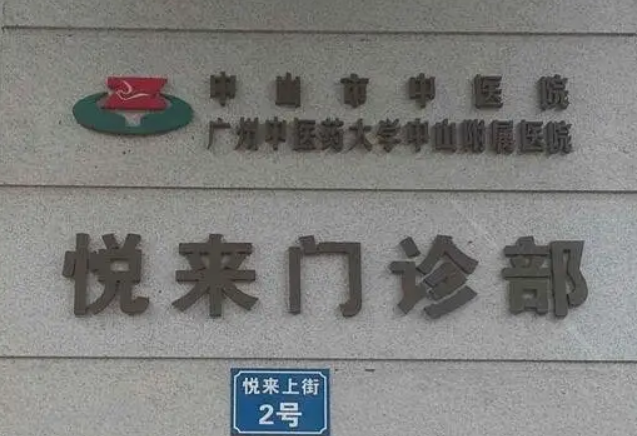 中山市中医院
广州中医药大学中山附属医院
悦来门诊部
悦来上街
2号